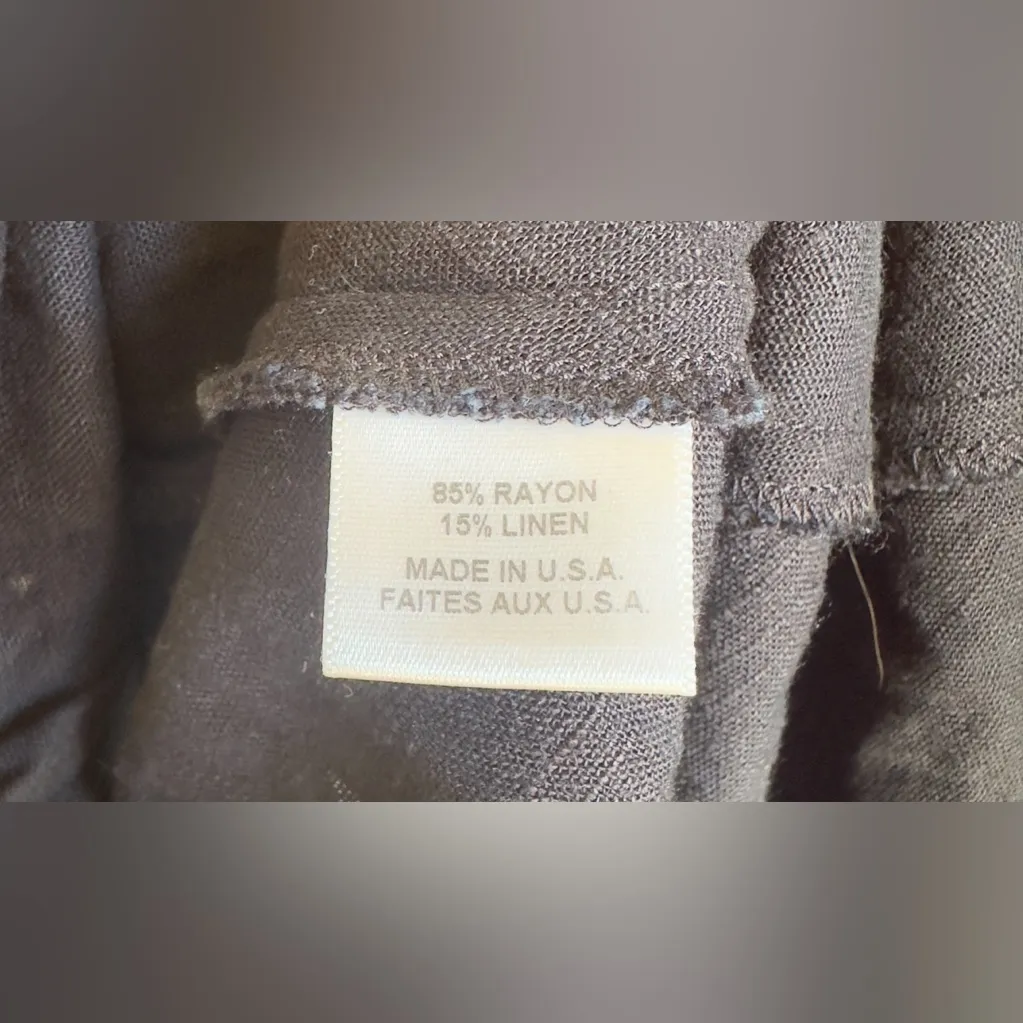 85% RAYON
15% LINEN
MADE IN U.S.A.
FAITES AUX U.S.A.